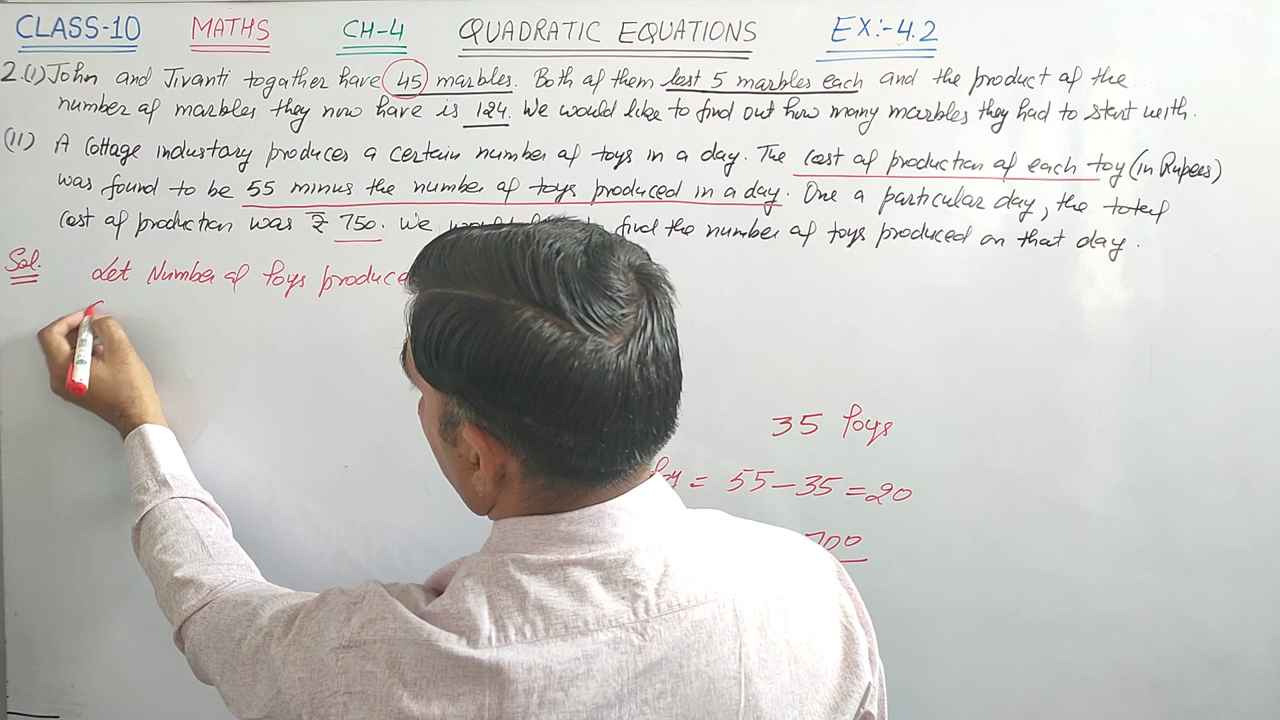 CLASS-10 MATHS CH-4 QUADRATIC EQUATIONS EX:-4.2
2.(i) John and Jivanti togather have 45 marbles. Both of them lost 5 marbles each and the product of the
number of marbles they now have is 124. We would like to find out how many marbles they had to start with.
(ii) A cottage industary produces a certain number of toys in a day. The cost of production of each toy (in Rupees)
was found to be 55 minus the number of toys produced in a day. One a particular day, the total
cost of production was ₹ 750. We find the number of toys produced on that day.
Sol. Let Number of Toys produce
35 Toys
Toy = 55-35=20
700